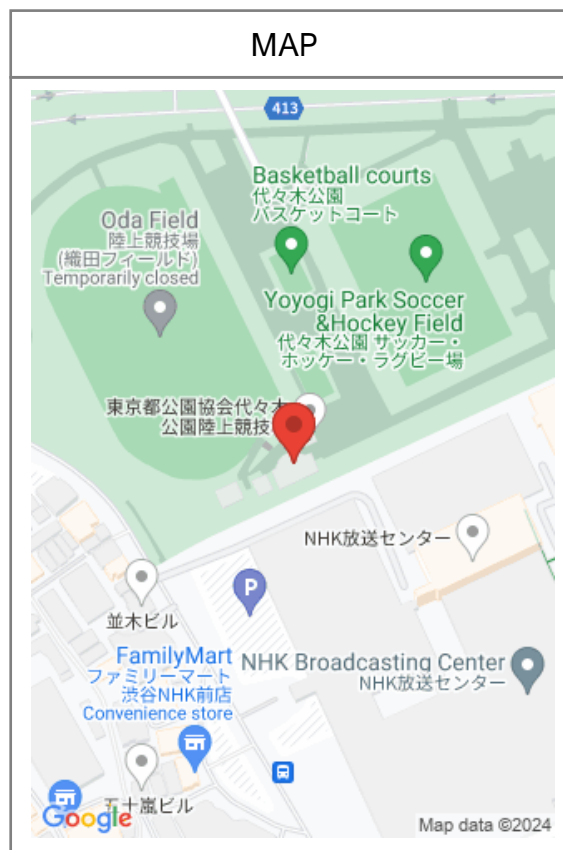 MAP
413
Basketball courts
代々木公園
バスケットコート
Oda Field
陸上競技場
(織田フィールド)
Temporarily closed
Yoyogi Park Soccer
&Hockey Field
代々木公園 サッカー・
ホッケー・ラグビー場
東京都公園協会代々木
公園陸上競技
NHK放送センター
P
並木ビル
NHK Broadcasting Center
NHK放送センター
FamilyMart
ファミリーマート
渋谷NHK前店
Convenience store
五十嵐ビル
Google
Map data ©2024